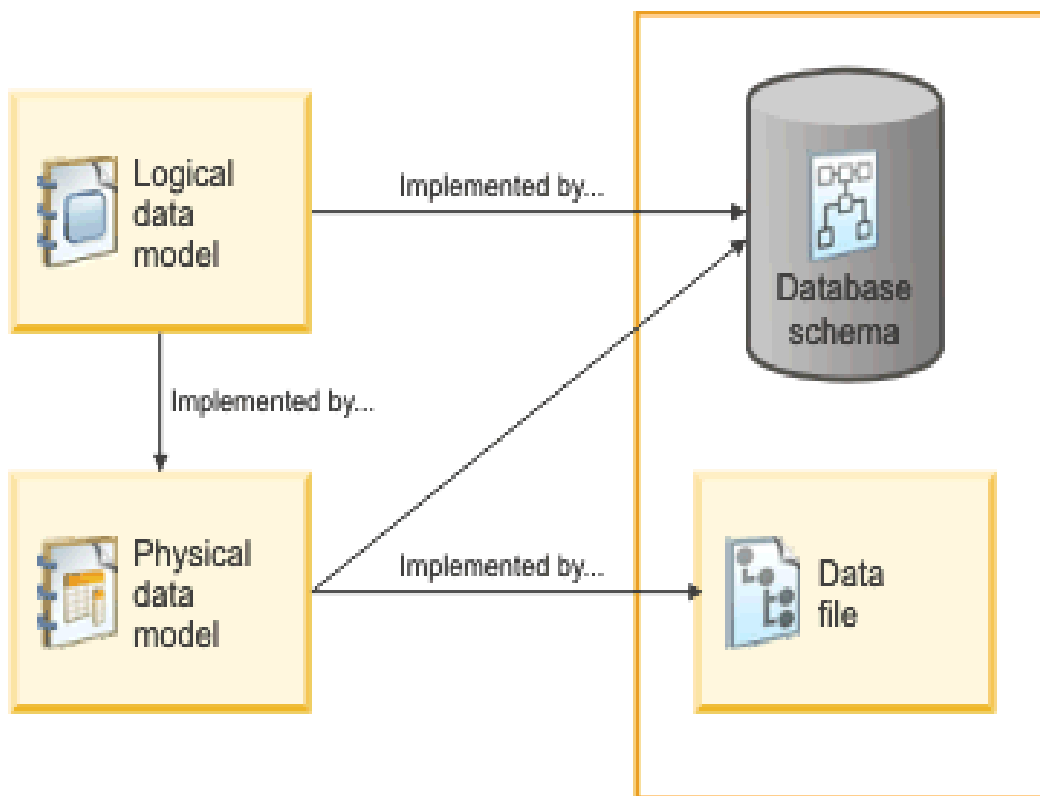 Logical
data
model
Implemented by...
Database
schema
Implemented by...
Physical
data
model
Implemented by...
Data
file